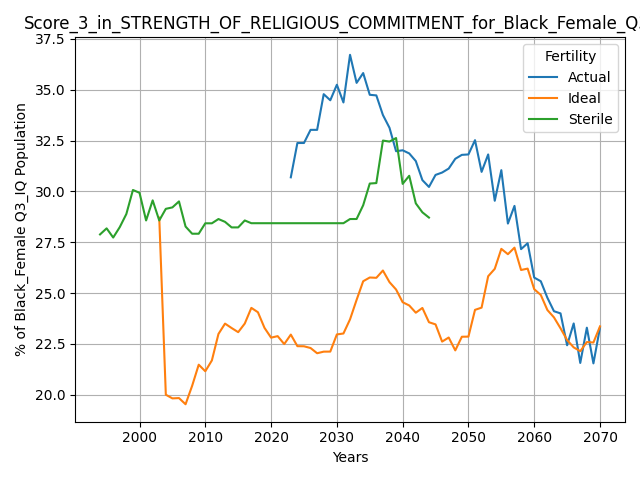 Score_3_in_STRENGTH_OF_RELIGIOUS_COMMITMENT_for_Black_Female_Q3
Fertility
Actual
Ideal
Sterile
% of Black_Female Q3_IQ Population
37.5
35.0
32.5
30.0
27.5
25.0
22.5
20.0
2000 2010 2020 2030 2040 2050 2060 2070
Years